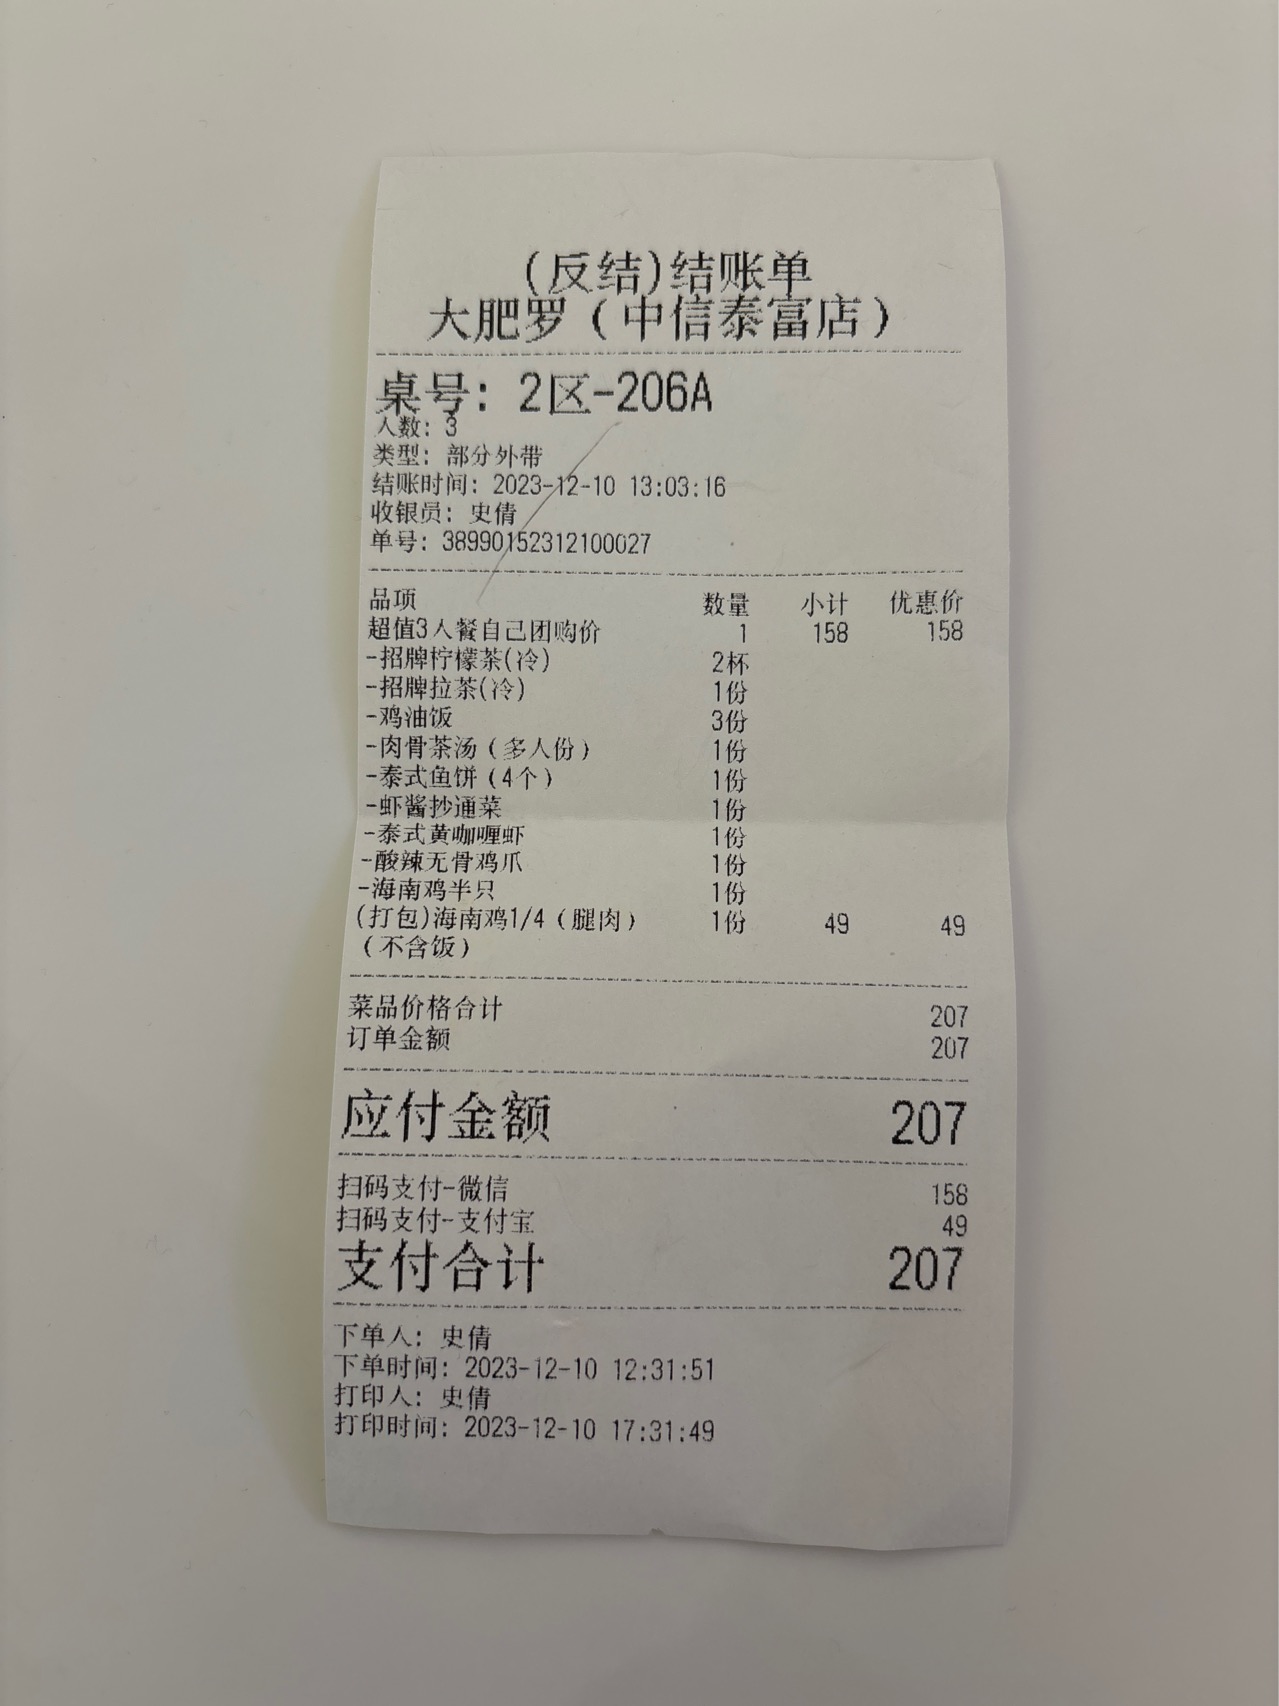 (反结)结账单
大肥罗（中信泰富店）
桌号: 2区-206A
人数: 3
类型: 部分外带
结账时间: 2023-12-10 13:03:16
收银员: 史倩
单号: 38990152312100027
品项 数量 小计 优惠价
超值3人餐自己团购价 1 158 158
-招牌柠檬茶(冷) 2杯
-招牌拉茶(冷) 1份
-鸡油饭 3份
-肉骨茶汤（多人份） 1份
-泰式鱼饼（4个） 1份
-虾酱抄通菜 1份
-泰式黄咖喱虾 1份
-酸辣无骨鸡爪 1份
-海南鸡半只 1份
(打包)海南鸡1/4（腿肉） 1份 49 49
（不含饭）
菜品价格合计 207
订单金额 207
应付金额 207
扫码支付-微信 158
扫码支付-支付宝 49
支付合计 207
下单人: 史倩
下单时间: 2023-12-10 12:31:51
打印人: 史倩
打印时间: 2023-12-10 17:31:49